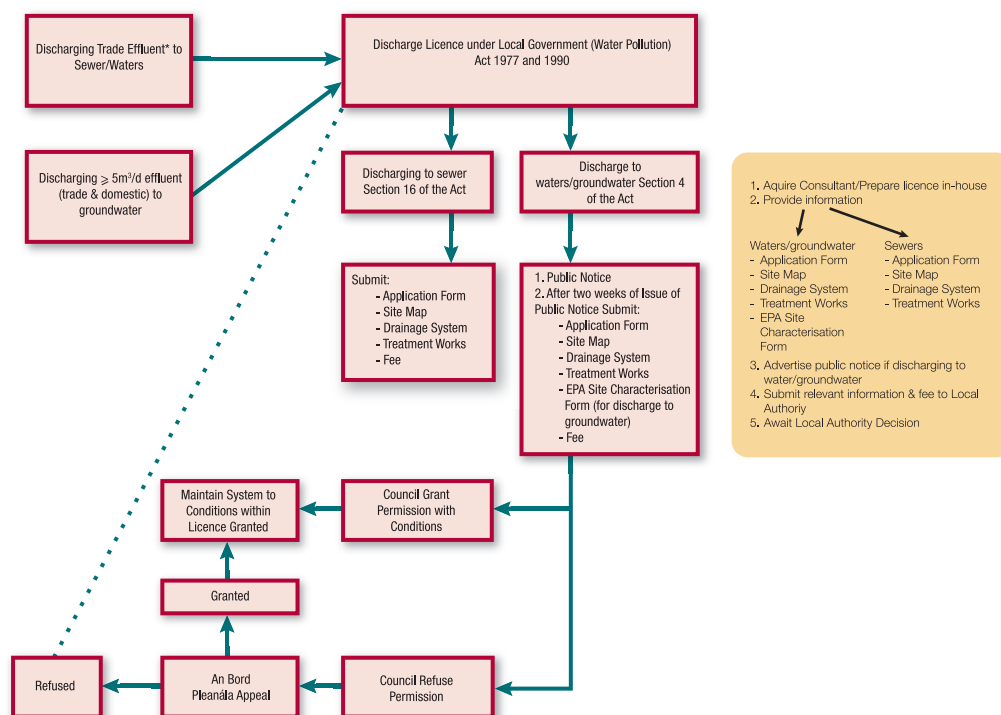 Discharging Trade Effluent* to
Sewer/Waters
Discharge Licence under Local Government (Water Pollution)
Act 1977 and 1990
Discharging ⩾ 5m³/d effluent
(trade & domestic) to
groundwater
Discharging to sewer
Section 16 of the Act
Discharge to
waters/groundwater Section 4
of the Act
Submit:
- Application Form
- Site Map
- Drainage System
- Treatment Works
- Fee
1. Public Notice
2. After two weeks of Issue of
Public Notice Submit:
- Application Form
- Site Map
- Drainage System
- Treatment Works
- EPA Site Characterisation
Form (for discharge to
groundwater)
- Fee
Maintain System to
Conditions within
Licence Granted
Council Grant
Permission with
Conditions
Granted
Refused
An Bord
Pleanála Appeal
Council Refuse
Permission
1. Aquire Consultant/Prepare licence in-house
2. Provide information
Waters/groundwater
- Application Form
- Site Map
- Drainage System
- Treatment Works
- EPA Site
Characterisation
Form
Sewers
- Application Form
- Site Map
- Drainage System
- Treatment Works
3. Advertise public notice if discharging to
water/groundwater
4. Submit relevant information & fee to Local
Authoriy
5. Await Local Authority Decision